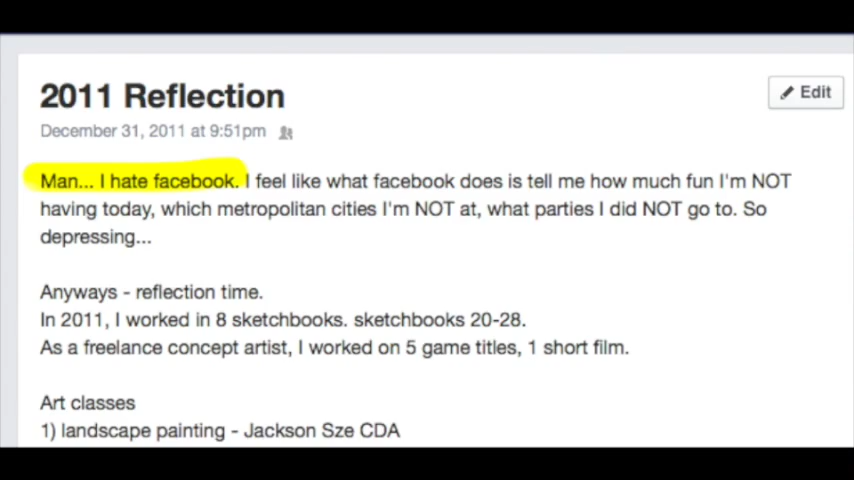 2011 Reflection
Edit
December 31, 2011 at 9:51pm
Man... I hate facebook. I feel like what facebook does is tell me how much fun I'm NOT
having today, which metropolitan cities I'm NOT at, what parties I did NOT go to. So
depressing...
Anyways - reflection time.
In 2011, I worked in 8 sketchbooks. sketchbooks 20-28.
As a freelance concept artist, I worked on 5 game titles, 1 short film.
Art classes
1) landscape painting - Jackson Sze CDA